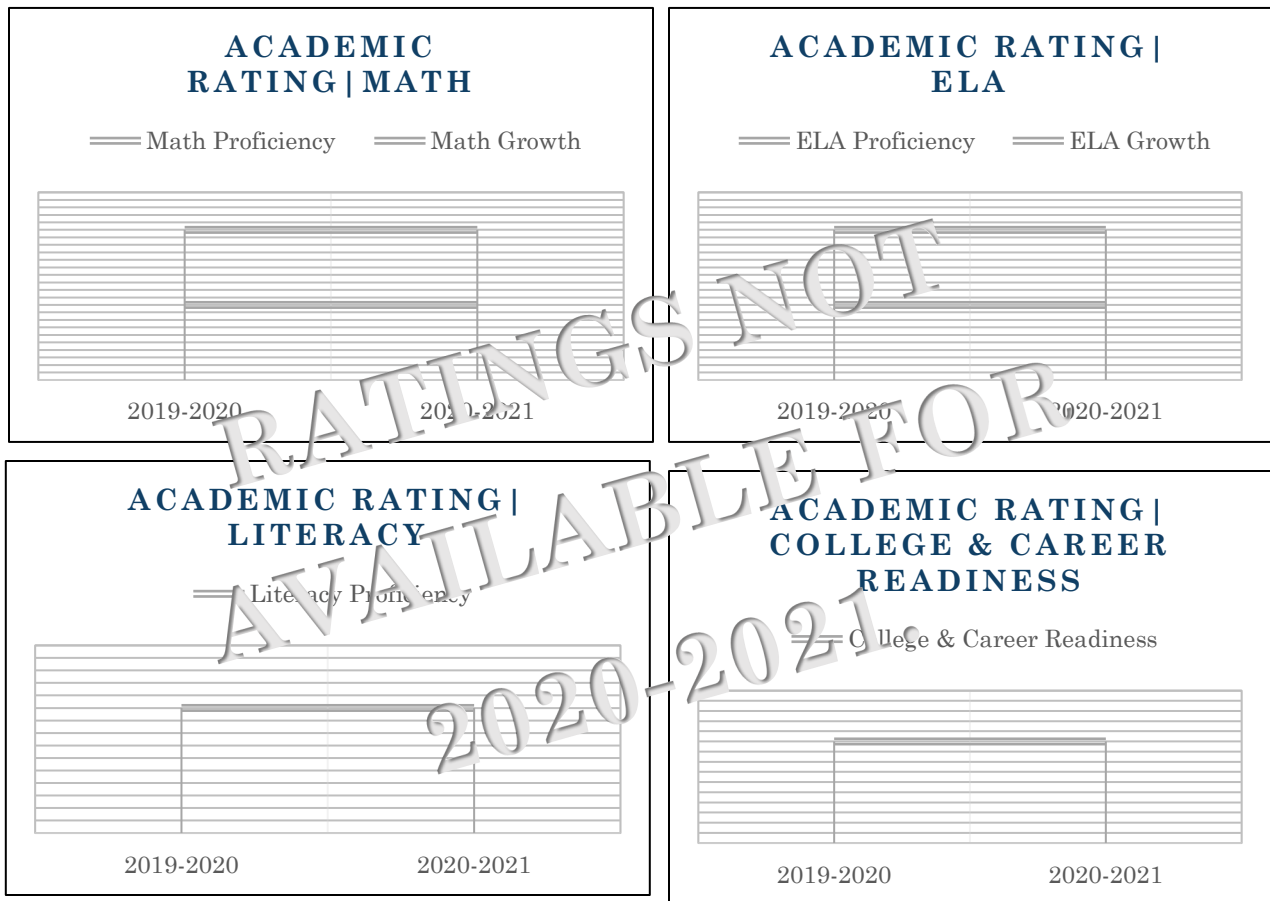 ACADEMIC
RATING|MATH
Math Proficiency Math Growth
2019-2020 2020-2021
ACADEMIC RATING|
ELA
ELA Proficiency ELA Growth
2019-2020 2020-2021
ACADEMIC RATING|
LITERACY
Literacy Proficiency
2019-2020 2020-2021
ACADEMIC RATING|
COLLEGE & CAREER
READINESS
College & Career Readiness
2019-2020 2020-2021
RATINGS NOT
AVAILABLE FOR
2020-2021.